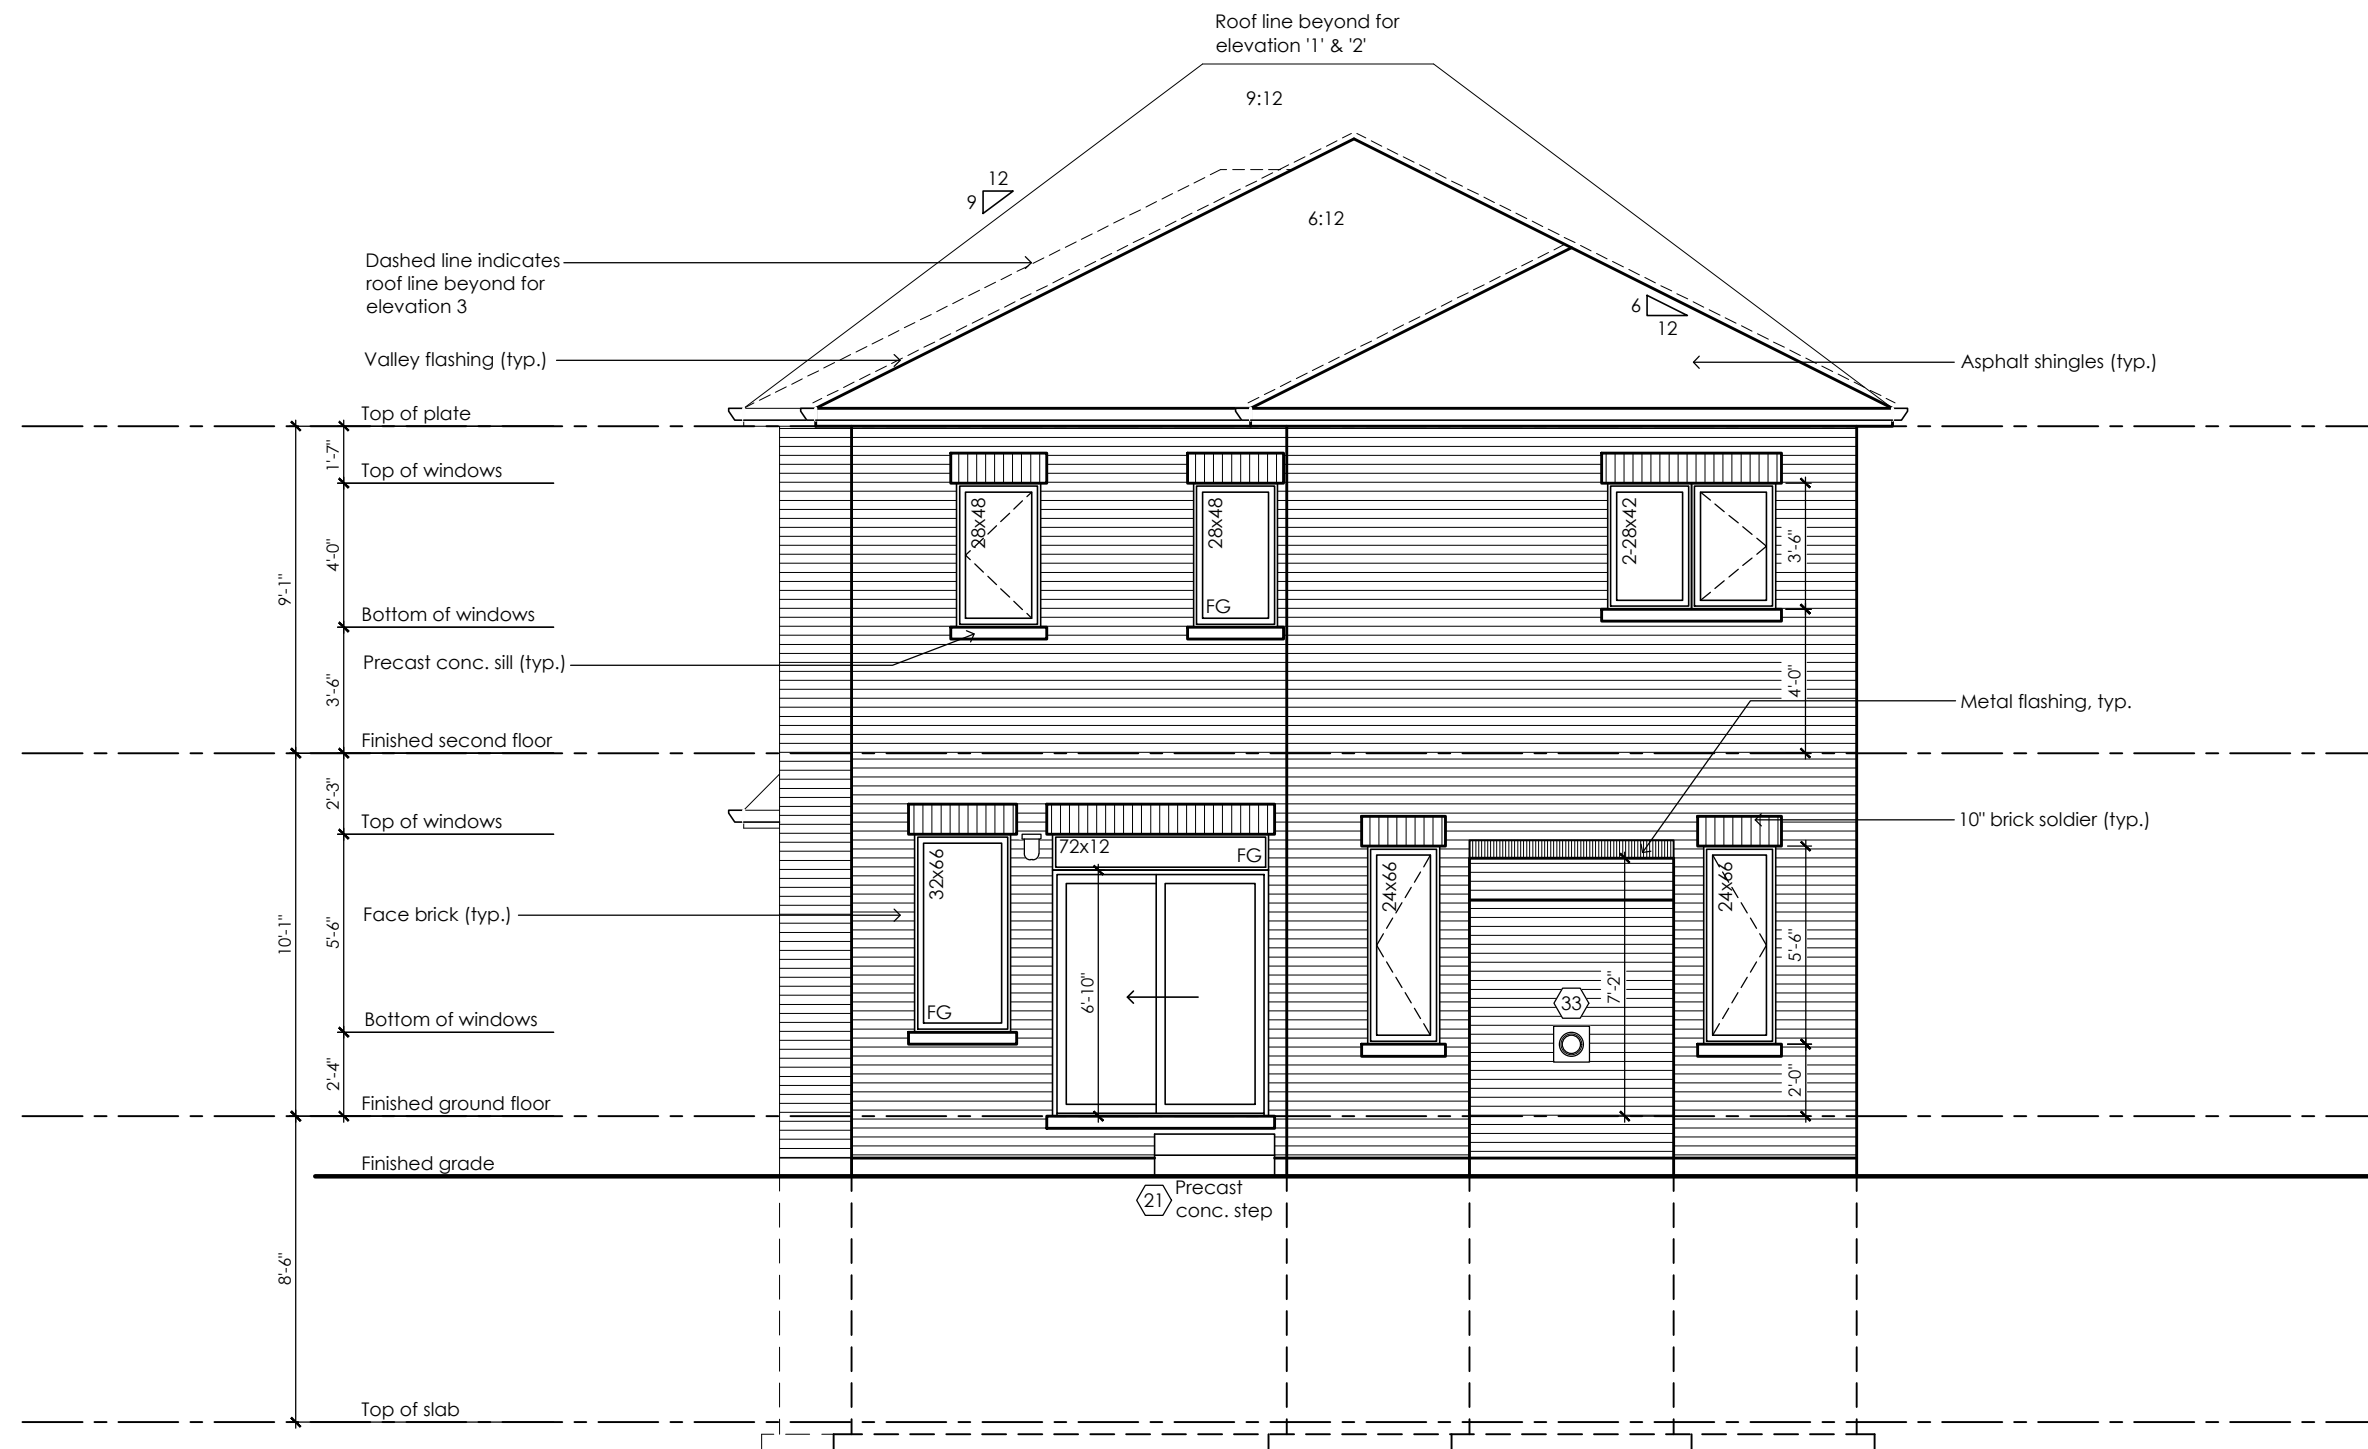 Roof line beyond for
elevation '1' & '2'
9:12
12
9
6:12
Dashed line indicates
roof line beyond for
elevation 3
6
12
Valley flashing (typ.)
Asphalt shingles (typ.)
Top of plate
1'-7"
Top of windows
28x48
28x48
2-28x42
3'-6"
4'-0"
9'-1"
FG
Bottom of windows
Precast conc. sill (typ.)
3'-6"
4'-0"
Metal flashing, typ.
Finished second floor
2'-3"
Top of windows
10" brick soldier (typ.)
72x12
FG
32x66
24x66
24x66
Face brick (typ.)
10'-1"
5'-6"
5'-6"
6'-10"
7'-2"
33
FG
Bottom of windows
2'-4"
2'-0"
Finished ground floor
Finished grade
21
Precast
conc. step
8'-6"
Top of slab